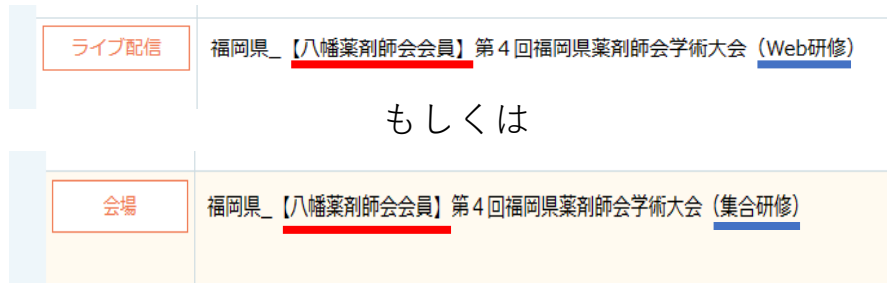 ライブ配信 福岡県_【八幡薬剤師会会員】第４回福岡県薬剤師会学術大会（Web研修）
もしくは
会場 福岡県_【八幡薬剤師会会員】第４回福岡県薬剤師会学術大会（集合研修）